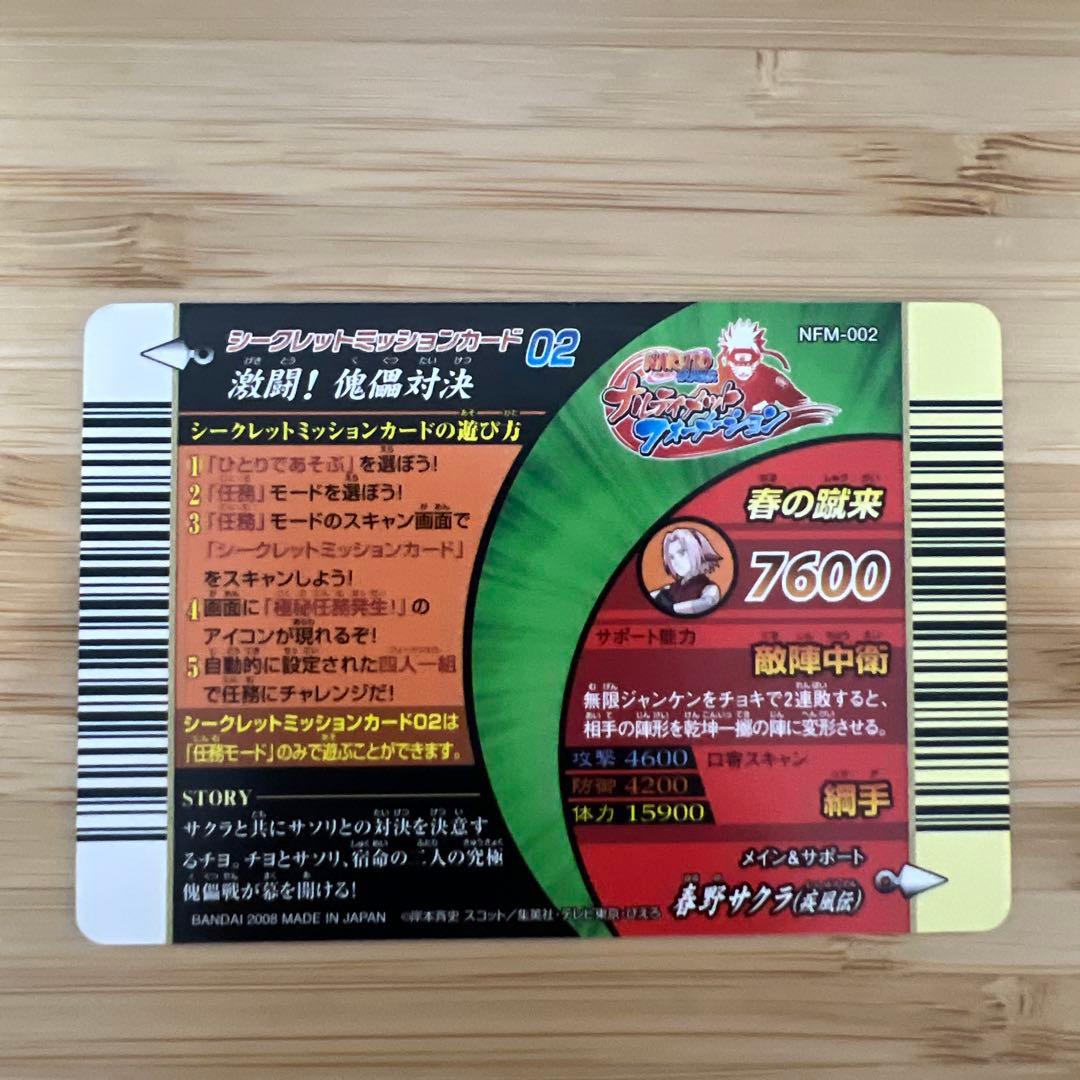 シークレットミッションカード 02
激闘！傀儡対決
シークレットミッションカードの遊び方
1 「ひとりであそぶ」を選ぼう！
2 「任務」モードを選ぼう！
3 「任務」モードのスキャン画面で
「シークレットミッションカード」
をスキャンしよう！
4 画面に「極秘任務発生！」の
アイコンが現れるぞ！
5 自動的に設定された四人一組
で任務にチャレンジだ！
シークレットミッションカード02は
「任務モード」のみで遊ぶことができます。
STORY
サクラと共にサソリとの対決を決意す
るチヨ。チヨとサソリ、宿命の二人の究極
傀儡戦が幕を開ける！
BANDAI 2008 MADE IN JAPAN ©岸本斉史 スコット／集英社・テレビ東京・ぴえろ
NFM-002
NARUTO
ナルティメット
フォーメーション
春の蹴来
7600
サポート能力
敵陣中衛
無限ジャンケンをチョキで2連敗すると、
相手の陣形を乾坤一擲の陣に変形させる。
攻撃 4600
防御 4200
体力 15900
口寄スキャン
綱手
メイン&サポート
春野サクラ(疾風伝)